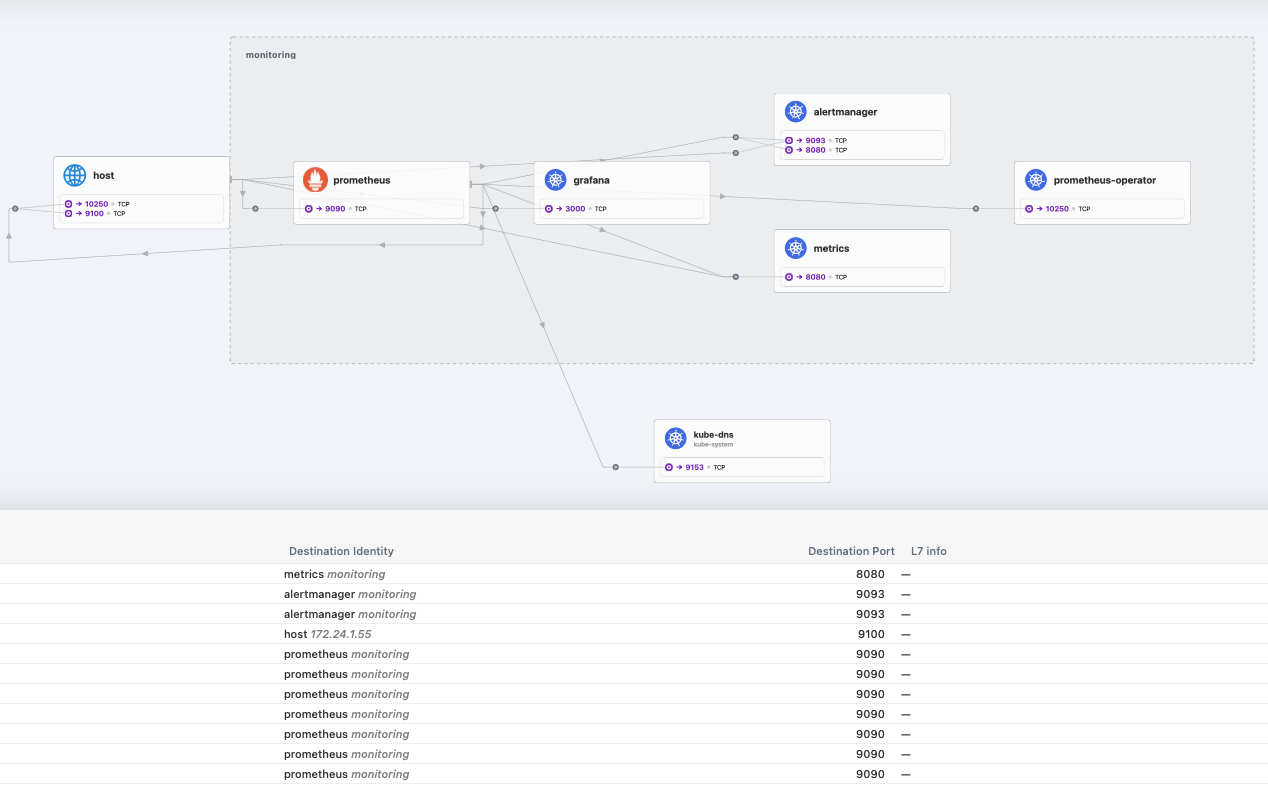 monitoring
alertmanager
→ 9093 • TCP
→ 8080 • TCP
host
→ 10250 • TCP
→ 9100 • TCP
prometheus
→ 9090 • TCP
grafana
→ 3000 • TCP
prometheus-operator
→ 10250 • TCP
metrics
→ 8080 • TCP
kube-dns
kube-system
→ 9153 • TCP
Destination Identity Destination Port L7 info
metrics monitoring 8080 —
alertmanager monitoring 9093 —
alertmanager monitoring 9093 —
host 172.24.1.55 9100 —
prometheus monitoring 9090 —
prometheus monitoring 9090 —
prometheus monitoring 9090 —
prometheus monitoring 9090 —
prometheus monitoring 9090 —
prometheus monitoring 9090 —
prometheus monitoring 9090 —